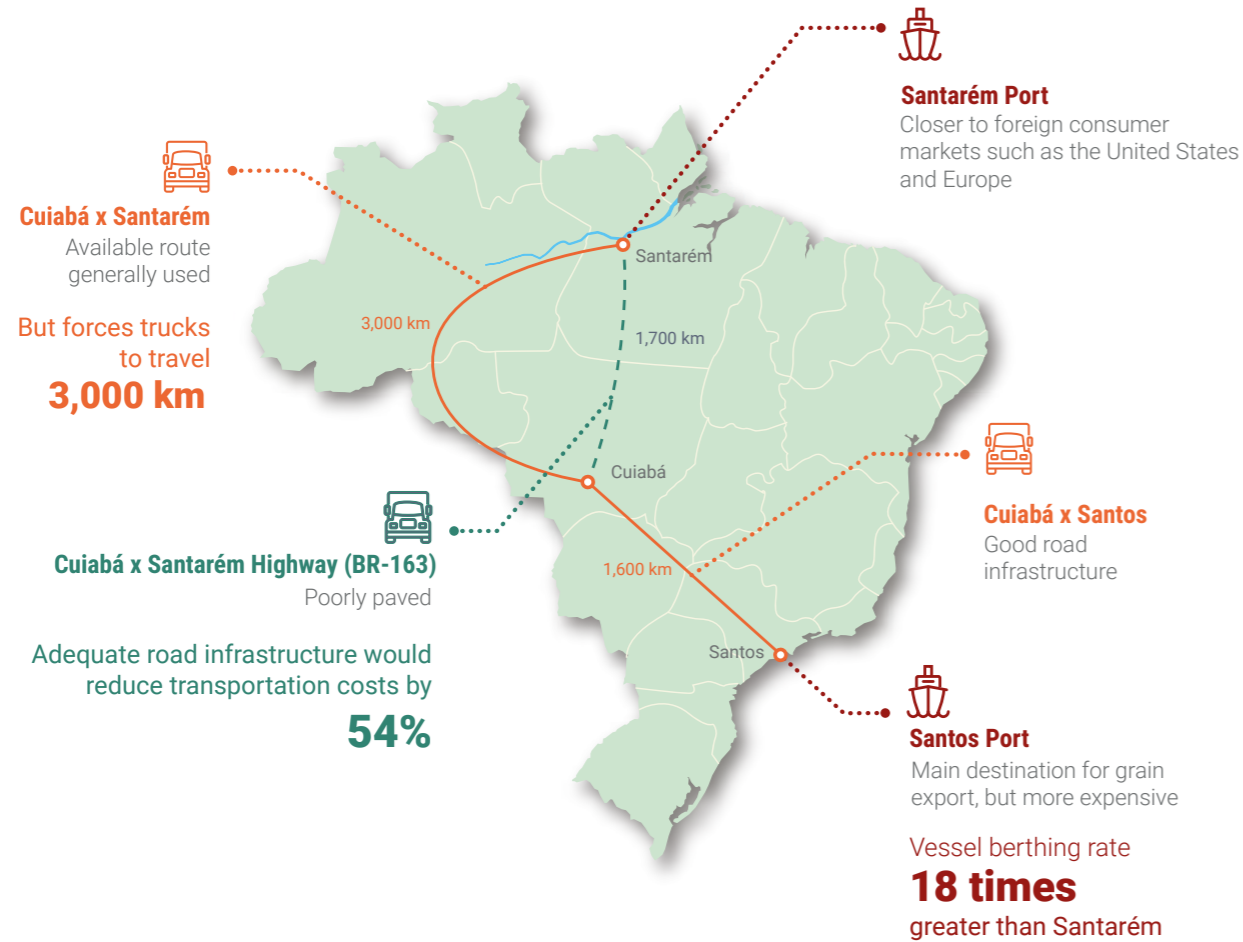 Santarém Port
Closer to foreign consumer
markets such as the United States
and Europe
Cuiabá x Santarém
Available route
generally used
But forces trucks
to travel
3,000 km
Santarém
3,000 km
1,700 km
Cuiabá
1,600 km
Santos
Cuiabá x Santos
Good road
infrastructure
Cuiabá x Santarém Highway (BR-163)
Poorly paved
Adequate road infrastructure would
reduce transportation costs by
54%
Santos Port
Main destination for grain
export, but more expensive
Vessel berthing rate
18 times
greater than Santarém